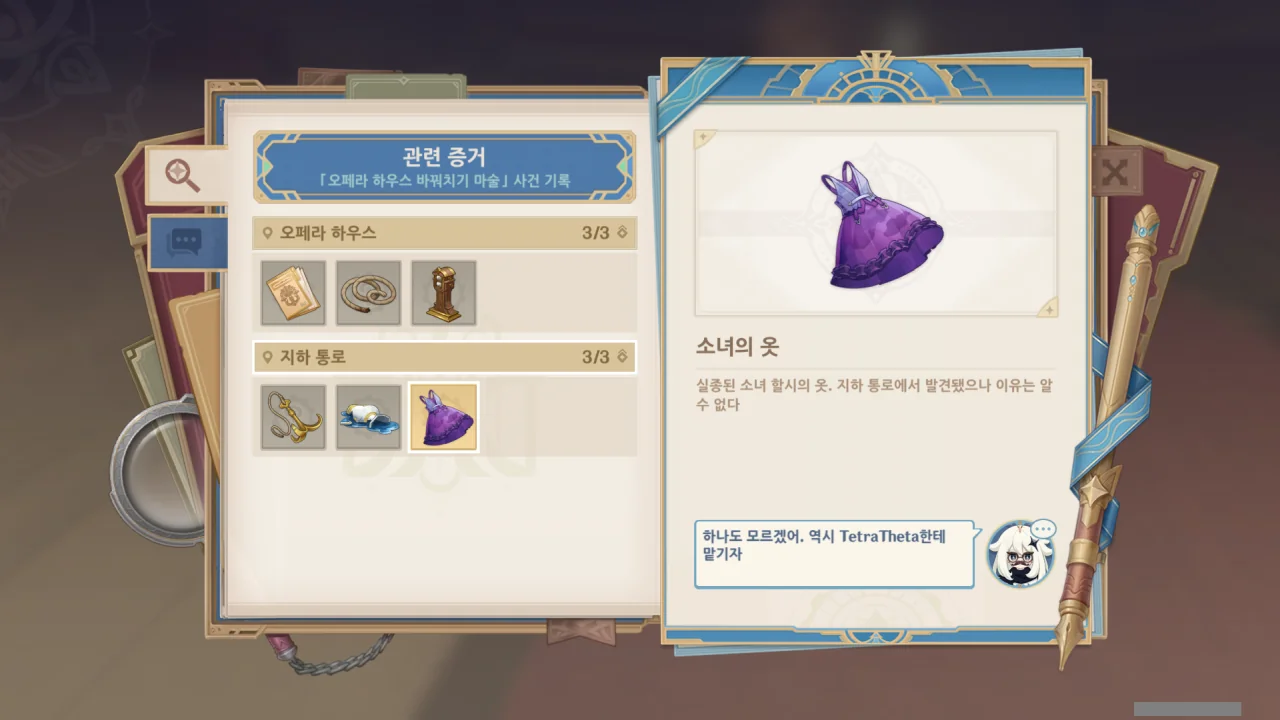 관련 증거
「오페라 하우스 바꿔치기 마술」 사건 기록
오페라 하우스
3/3
지하 통로
3/3
소녀의 옷
실종된 소녀 할시의 옷. 지하 통로에서 발견됐으나 이유는 알
수 없다
하나도 모르겠어. 역시 TetraTheta한테
맡기자